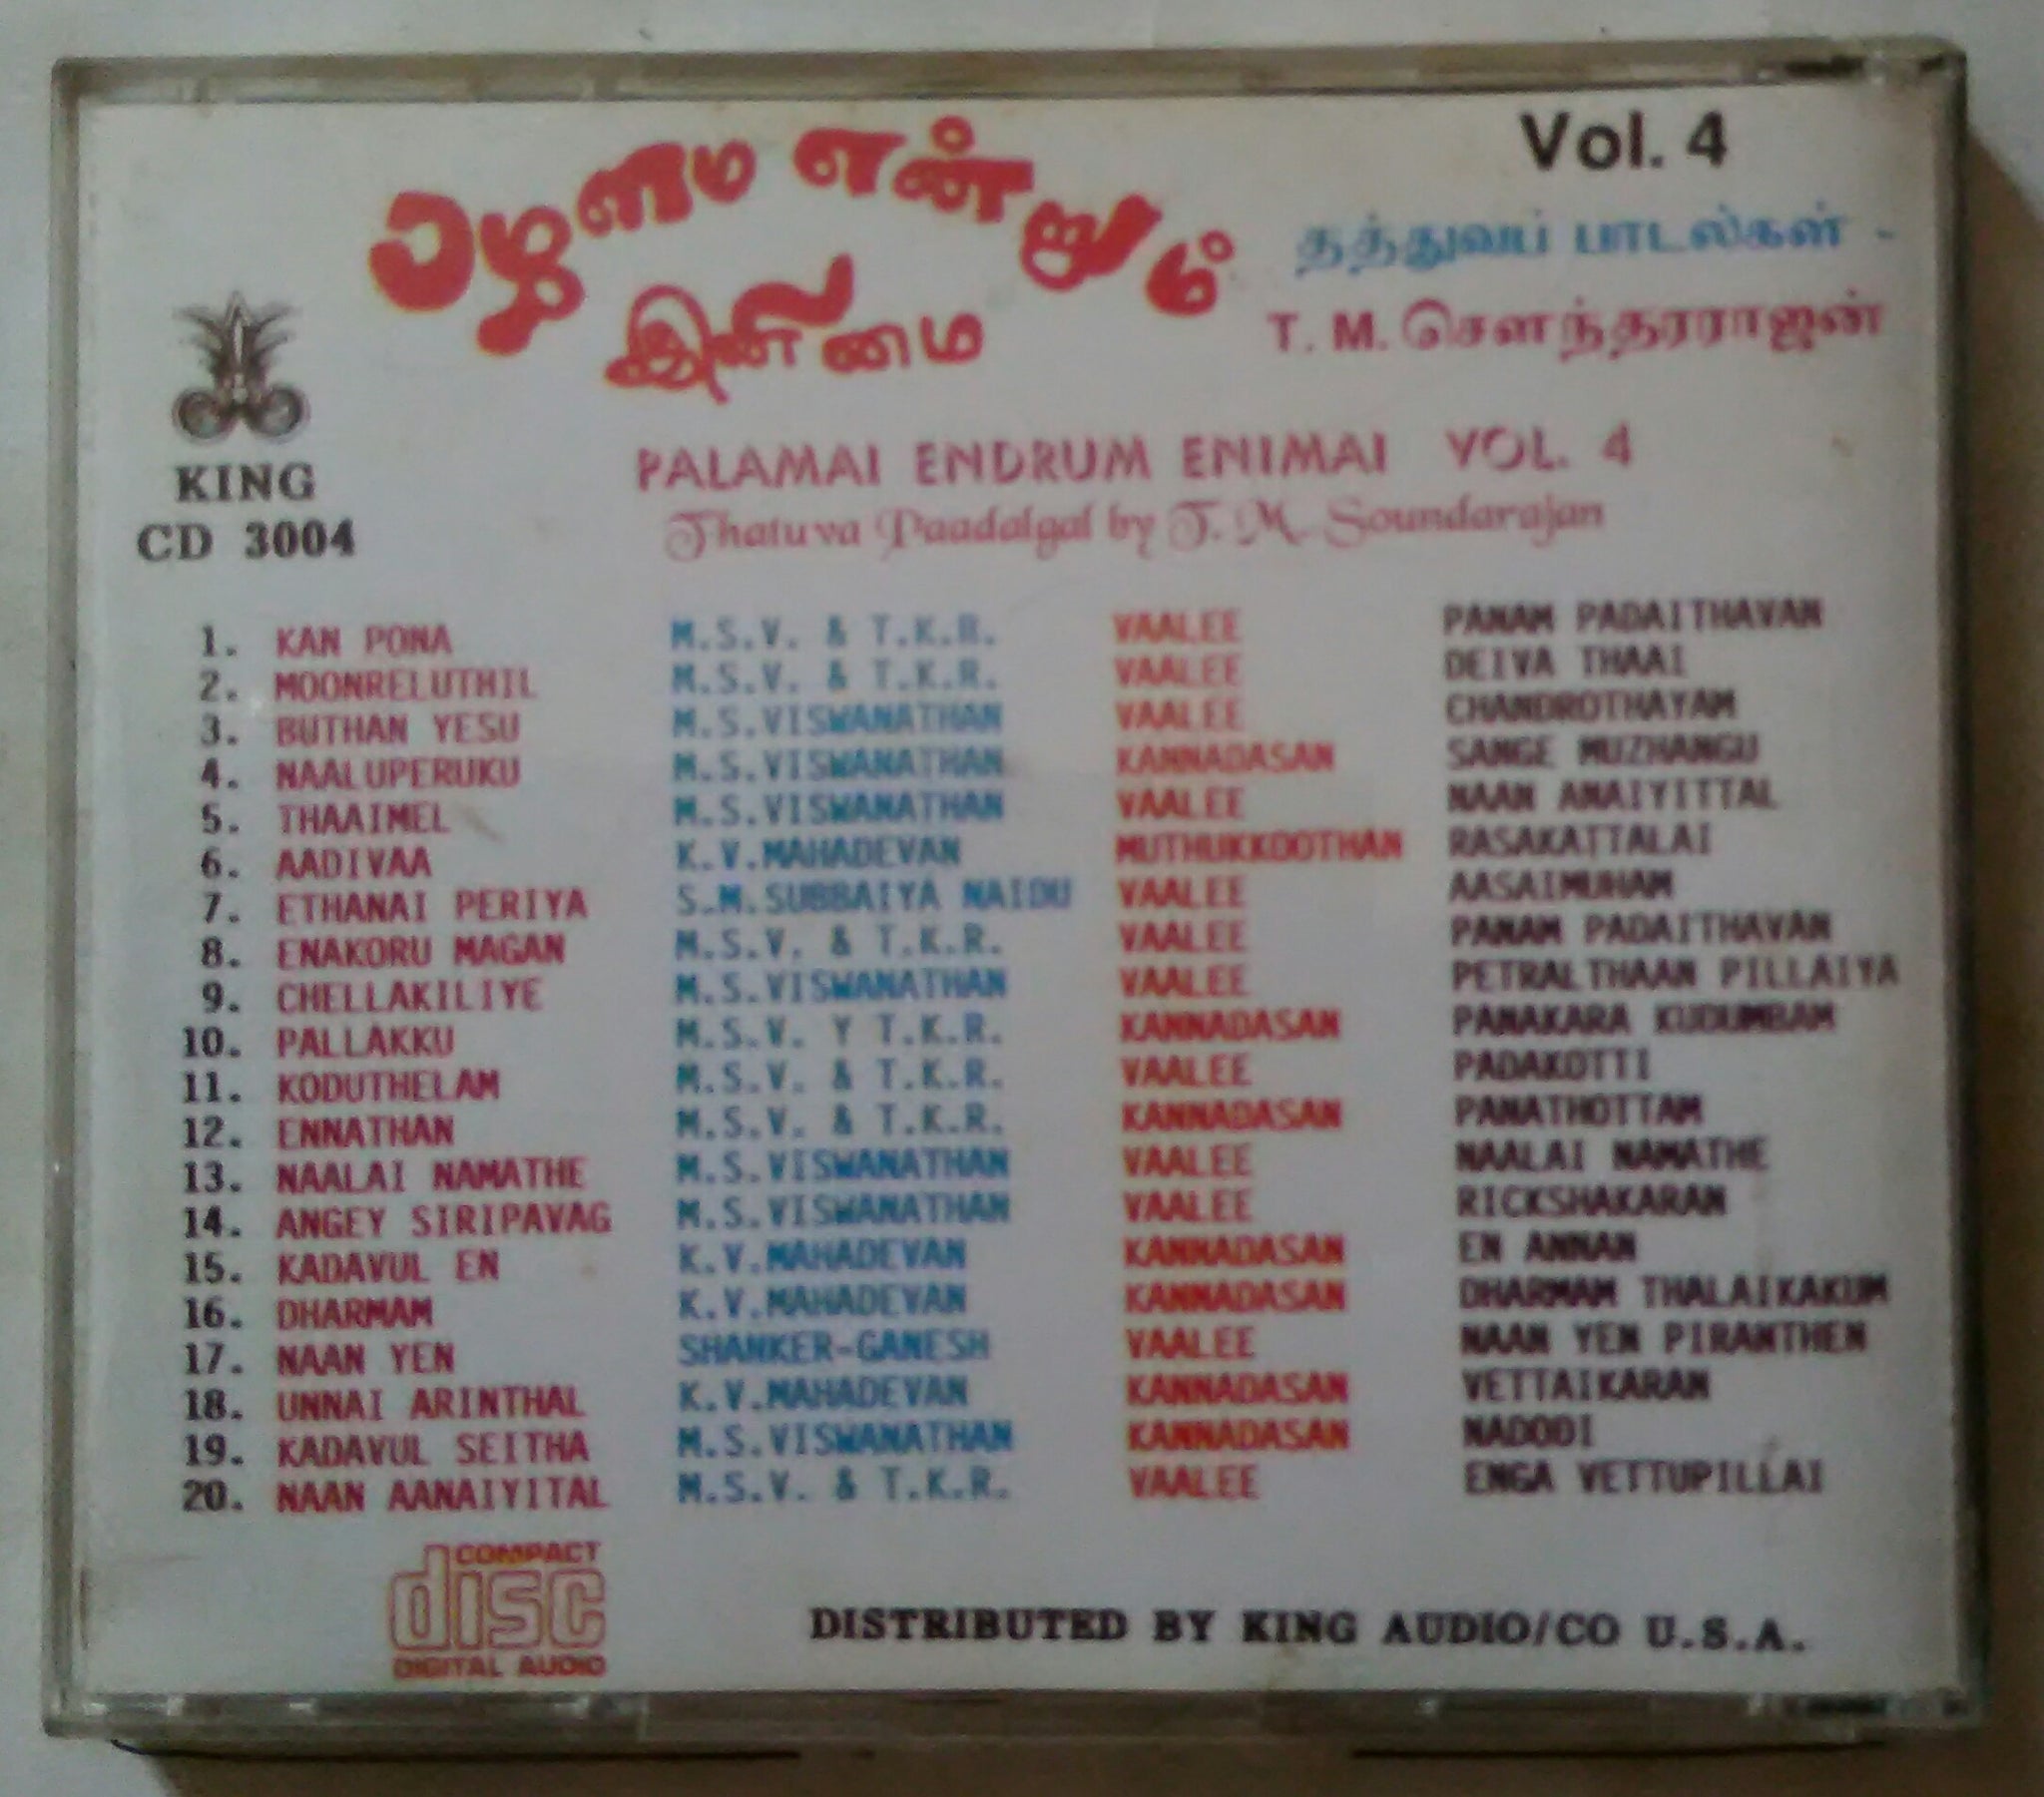 Vol. 4
பழமை என்றும்
இனிமை
தத்துவப் பாடல்கள் -
T. M. சௌந்தரராஜன்
KING
CD 3004
PALAMAI ENDRUM ENIMAI VOL. 4
Thatuva Paadalgal by T. M. Soundarajan
1. KAN PONA M.S.V. & T.K.R. VAALEE PANAM PADAITHAVAN
2. MOONRELUTHIL M.S.V. & T.K.R. VAALEE DEIVA THAAI
3. BUTHAN YESU M.S.VISWANATHAN VAALEE CHANDROTHAYAM
4. NAALUPERUKU M.S.VISWANATHAN KANNADASAN SANGE MUZHANGU
5. THAAIMEL M.S.VISWANATHAN VAALEE NAAN ANAIYITTAL
6. AADIVAA K.V.MAHADEVAN MUTHUKKOOTHAN RASAKATTALAI
7. ETHANAI PERIYA S.M.SUBBAIYA NAIDU VAALEE AASAIMUHAM
8. ENAKORU MAGAN M.S.V. & T.K.R. VAALEE PANAM PADAITHAVAN
9. CHELLAKILIYE M.S.VISWANATHAN VAALEE PETRALTHAAN PILLAIYA
10. PALLAKKU M.S.V. Y T.K.R. KANNADASAN PANAKARA KUDUMBAM
11. KODUTHELAM M.S.V. & T.K.R. VAALEE PADAKOTTI
12. ENNATHAN M.S.V. & T.K.R. KANNADASAN PANATHOTTAM
13. NAALAI NAMATHE M.S.VISWANATHAN VAALEE NAALAI NAMATHE
14. ANGEY SIRIPAVAG M.S.VISWANATHAN VAALEE RICKSHAKARAN
15. KADAVUL EN K.V.MAHADEVAN KANNADASAN EN ANNAN
16. DHARMAM K.V.MAHADEVAN KANNADASAN DHARMAM THALAIKAKUM
17. NAAN YEN SHANKER-GANESH VAALEE NAAN YEN PIRANTHEN
18. UNNAI ARINTHAL K.V.MAHADEVAN KANNADASAN VETTAIKARAN
19. KADAVUL SEITHA M.S.VISWANATHAN KANNADASAN NADODI
20. NAAN AANAIYITAL M.S.V. & T.K.R. VAALEE ENGA VETTUPILLAI
COMPACT
disc
DIGITAL AUDIO
DISTRIBUTED BY KING AUDIO/CO U.S.A.